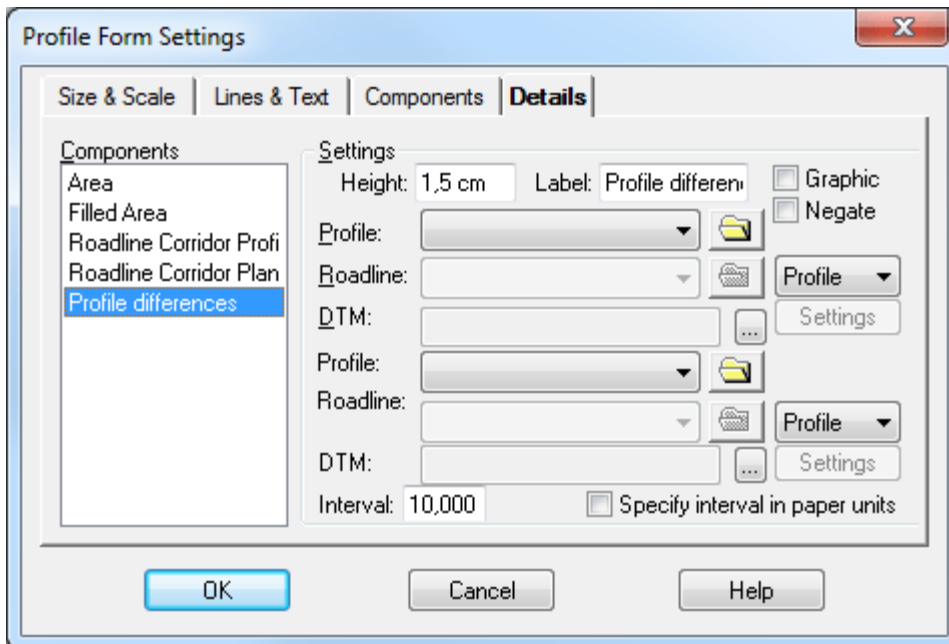 Profile Form Settings
Size & Scale Lines & Text Components Details
Components
Area
Filled Area
Roadline Corridor Profi
Roadline Corridor Plan
Profile differences
Settings
Height: 1,5 cm Label: Profile differen Graphic
Negate
Profile:
Roadline: Profile
DTM: ... Settings
Profile:
Roadline:
Profile
DTM: ... Settings
Interval: 10,000 Specify interval in paper units
OK Cancel Help